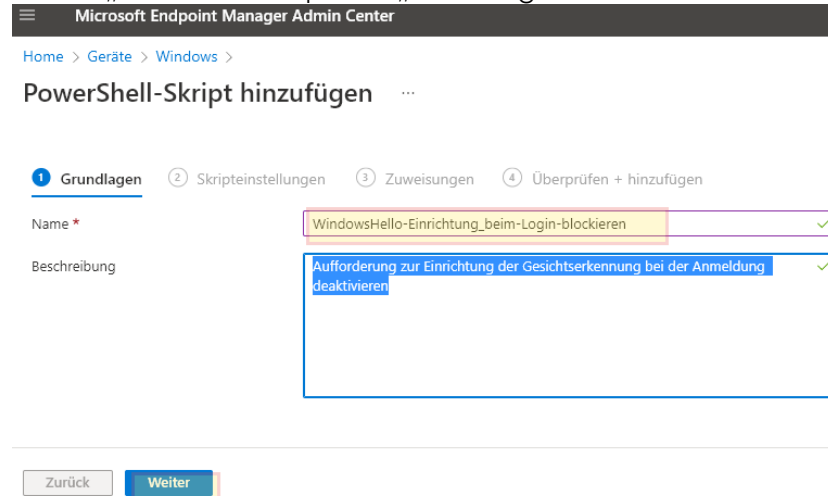 Microsoft Endpoint Manager Admin Center
Home > Geräte > Windows >
PowerShell-Skript hinzufügen ...
1 Grundlagen 2 Skripteinstellungen 3 Zuweisungen 4 Überprüfen + hinzufügen
Name * WindowsHello-Einrichtung_beim-Login-blockieren
Beschreibung Aufforderung zur Einrichtung der Gesichtserkennung bei der Anmeldung
deaktivieren
Zurück Weiter